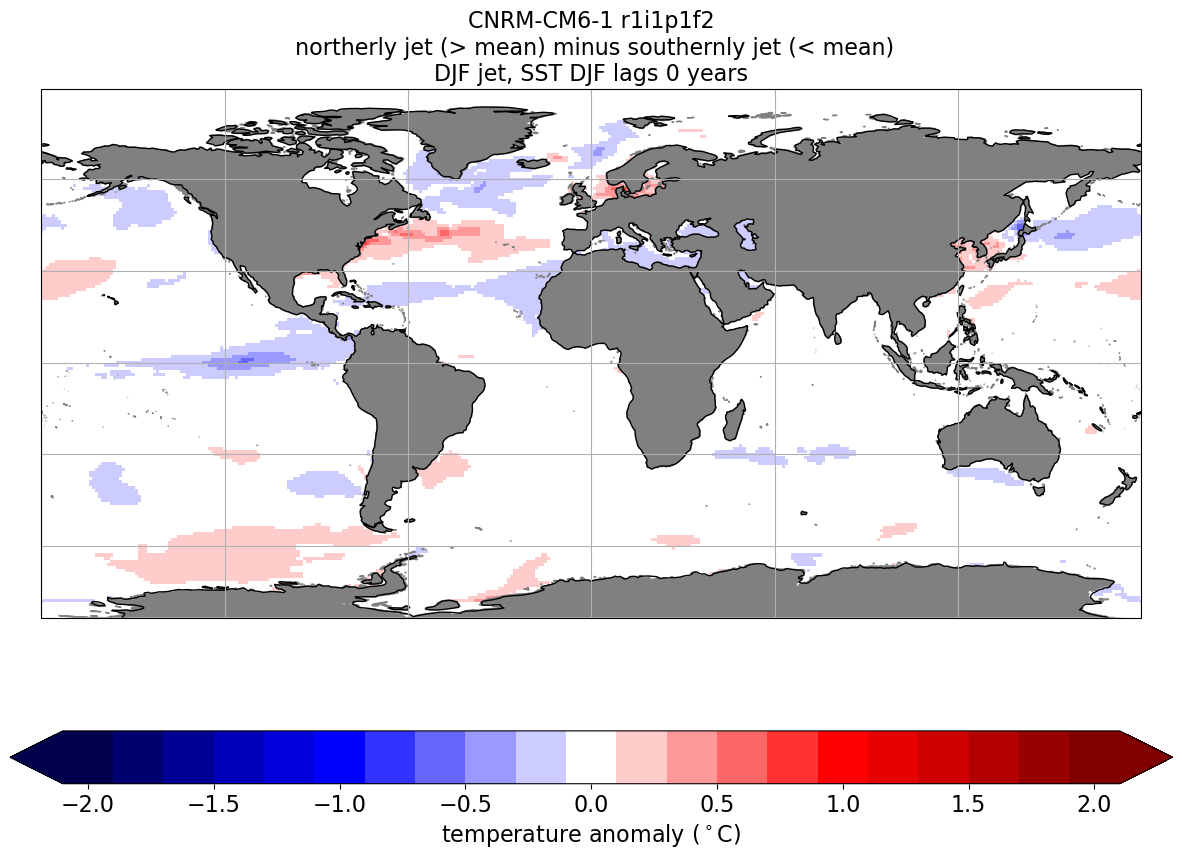 CNRM-CM6-1 r1i1p1f2
northerly jet (> mean) minus southernly jet (< mean)
DJF jet, SST DJF lags 0 years
−2.0 −1.5 −1.0 −0.5 0.0 0.5 1.0 1.5 2.0
temperature anomaly (°C)